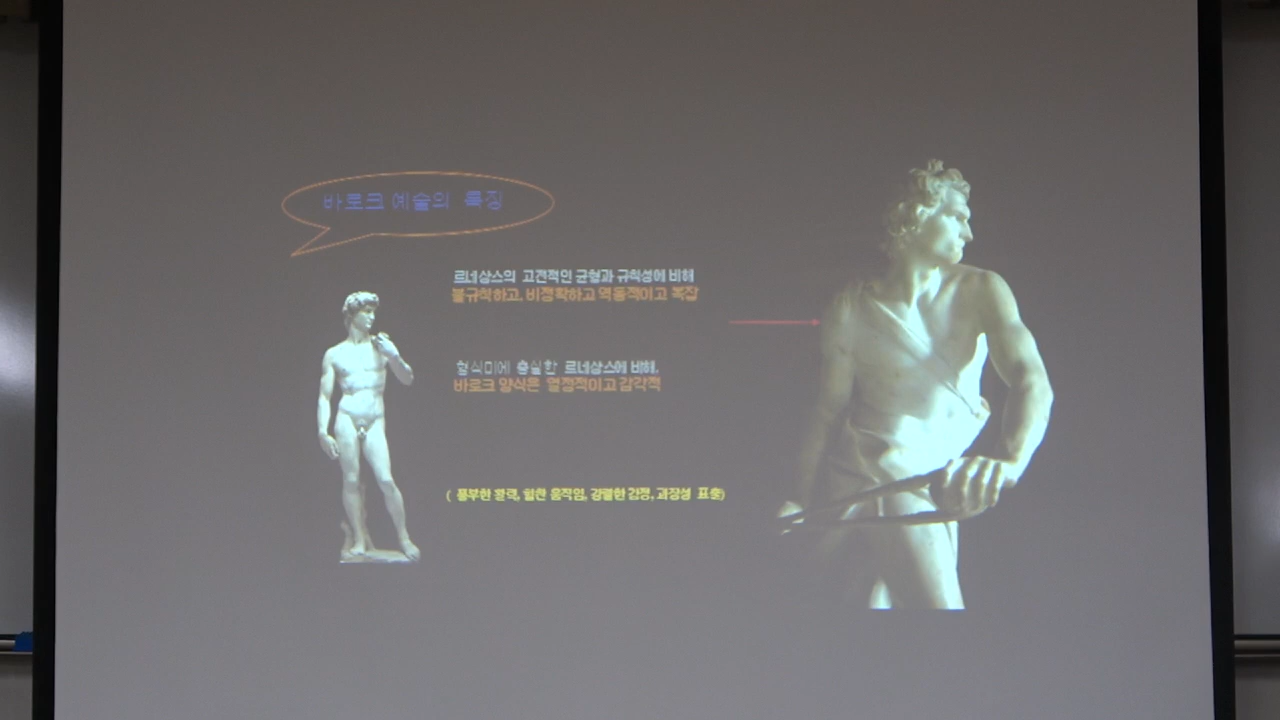 바로크 예술의 특징
르네상스의 고전적인 균형과 규칙성에 비해
불규칙하고, 비정확하고 역동적이고 복잡
형식미에 충실한 르네상스에 비해,
바로크 양식은 열정적이고 감각적
( 풍부한 활력, 힘찬 움직임, 강렬한 감정, 과장성 표출)